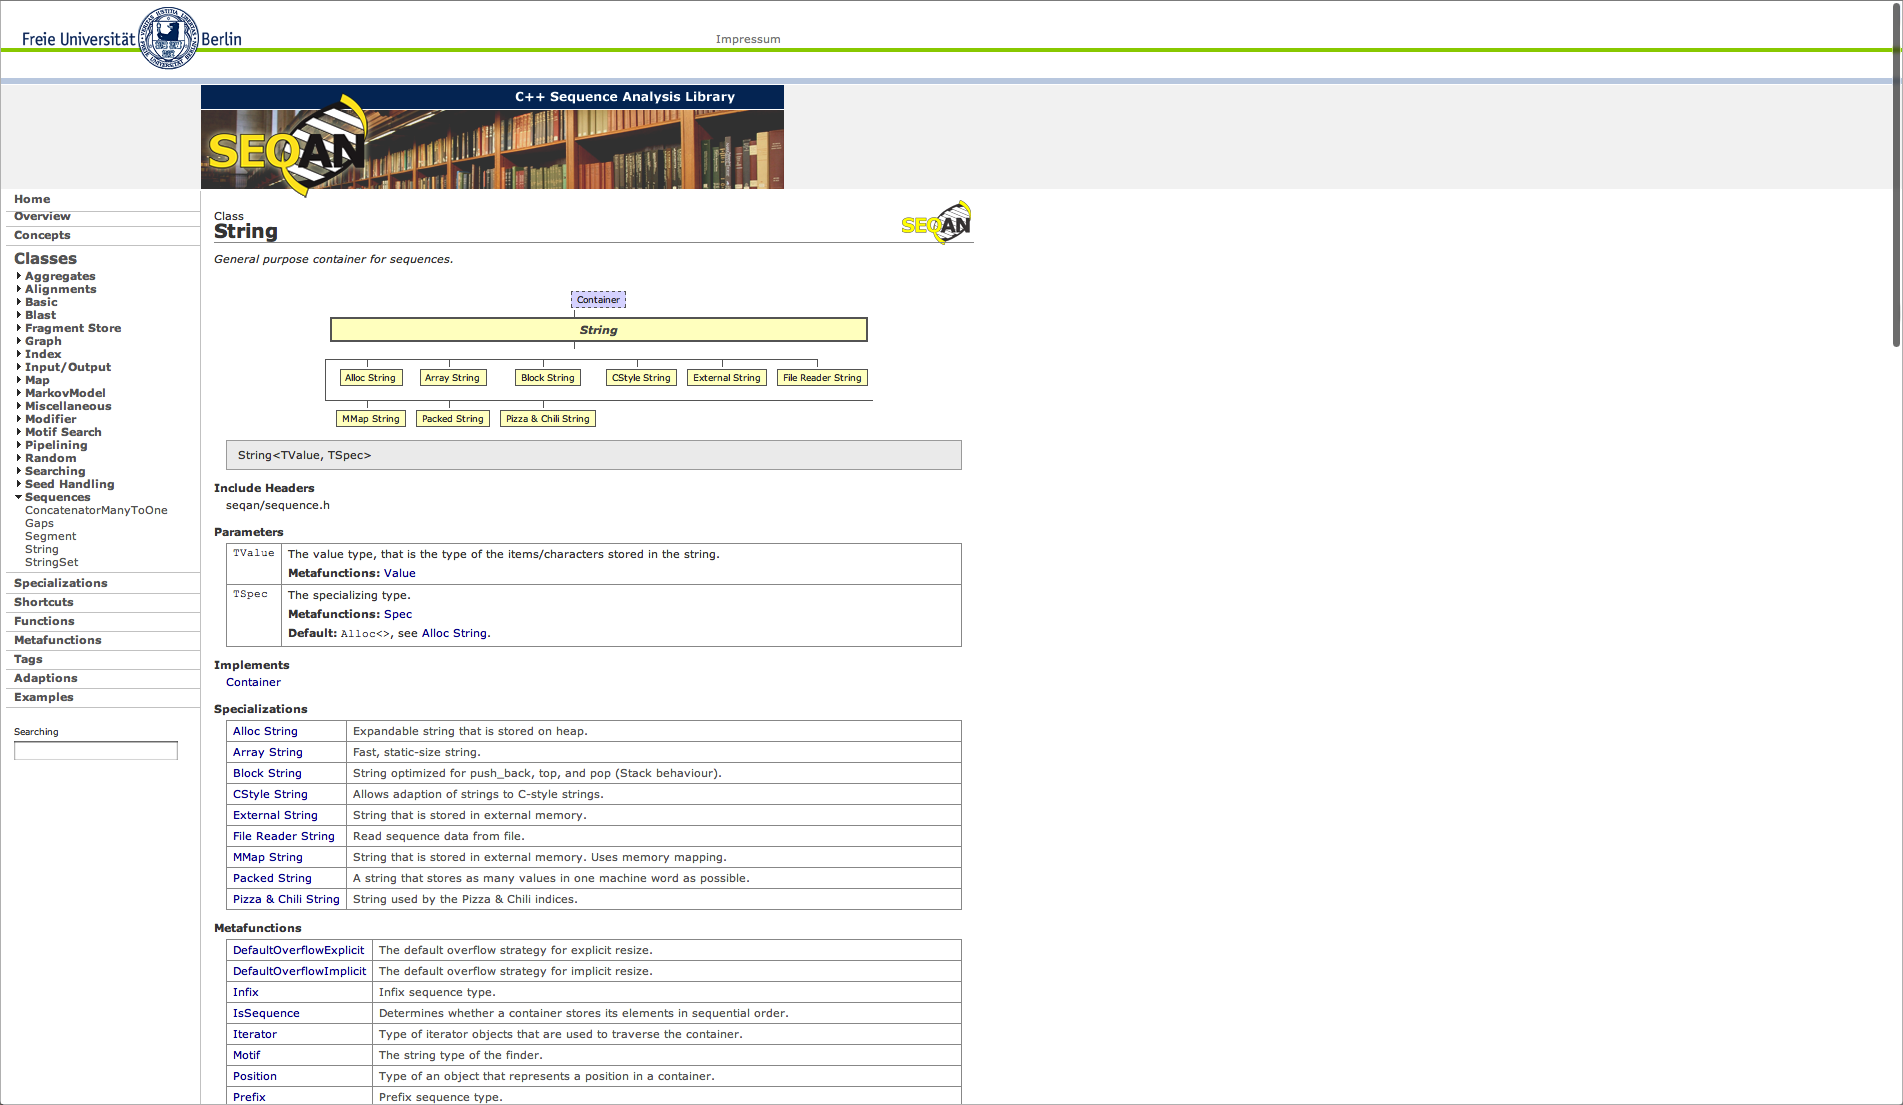 Freie Universität Berlin
Impressum
C++ Sequence Analysis Library
SEQAN
Home
Overview
Concepts
Classes
Aggregates
Alignments
Basic
Blast
Fragment Store
Graph
Index
Input/Output
Map
MarkovModel
Miscellaneous
Modifier
Motif Search
Pipelining
Random
Searching
Seed Handling
Sequences
ConcatenatorManyToOne
Gaps
Segment
String
StringSet
Specializations
Shortcuts
Functions
Metafunctions
Tags
Adaptions
Examples
Searching
Class
String
SEQAN
General purpose container for sequences.
Container
String
Alloc String Array String Block String CStyle String External String File Reader String
MMap String Packed String Pizza & Chili String
String<TValue, TSpec>
Include Headers
seqan/sequence.h
Parameters
TValue The value type, that is the type of the items/characters stored in the string.
Metafunctions: Value
TSpec The specializing type.
Metafunctions: Spec
Default: Alloc<>, see Alloc String.
Implements
Container
Specializations
Alloc String Expandable string that is stored on heap.
Array String Fast, static-size string.
Block String String optimized for push_back, top, and pop (Stack behaviour).
CStyle String Allows adaption of strings to C-style strings.
External String String that is stored in external memory.
File Reader String Read sequence data from file.
MMap String String that is stored in external memory. Uses memory mapping.
Packed String A string that stores as many values in one machine word as possible.
Pizza & Chili String String used by the Pizza & Chili indices.
Metafunctions
DefaultOverflowExplicit The default overflow strategy for explicit resize.
DefaultOverflowImplicit The default overflow strategy for implicit resize.
Infix Infix sequence type.
IsSequence Determines whether a container stores its elements in sequential order.
Iterator Type of iterator objects that are used to traverse the container.
Motif The string type of the finder.
Position Type of an object that represents a position in a container.
Prefix Prefix sequence type.